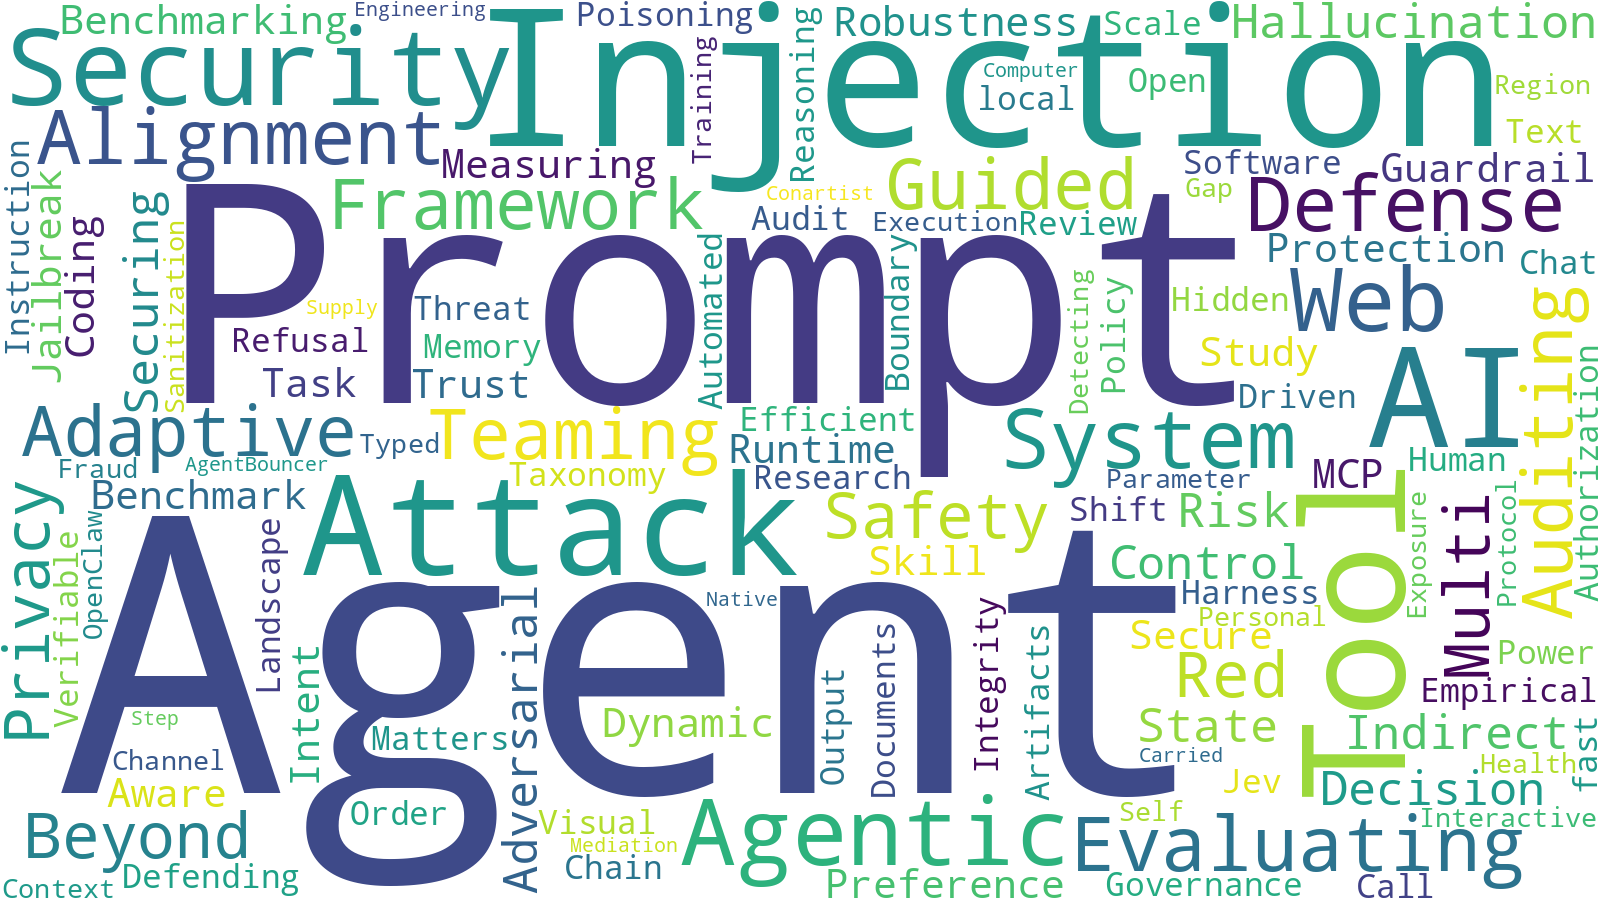 Benchmarking
Engineering
Poisoning
Robustness
Scale
Hallucination
Security
Injection
Training
Reasoning
Computer
local
Open
Region
Text
Alignment
Measuring
Software
Guardrail
Instruction
Jailbreak
Coding
Securing
Sanitization
Framework
Conartist
Guided
Gap
Defense
Audit
Execution
Review
Prompt
Protection
Chat
Supply
Threat
Refusal
Memory
Task
Trust
Automated
Boundary
Detecting
Policy
Hidden
Web
Study
Driven
AI
Auditing
Authorization
Adaptive
Typed
Teaming
Efficient
Runtime
System
Fraud
AgentBouncer
Taxonomy
Research
Parameter
MCP
Human
Benchmark
Privacy
Verifiable
OpenClaw
Landscape
Attack
Safety
Shift
Risk
Skill
Control
Tool
Exposure
Multi
Protocol
Agent
Native
Harness
Personal
Secure
Intent
Adversarial
Output
Documents
Integrity
Artifacts
Red
Power
Empirical
Step
Matters
Dynamic
State
Indirect
Channel
Carried
Health
fast
Aware
Order
Jev
Decision
Beyond
Visual
Mediation
Agentic
Self
Evaluating
Interactive
Context
Defending
Chain
Preference
Governance
Call